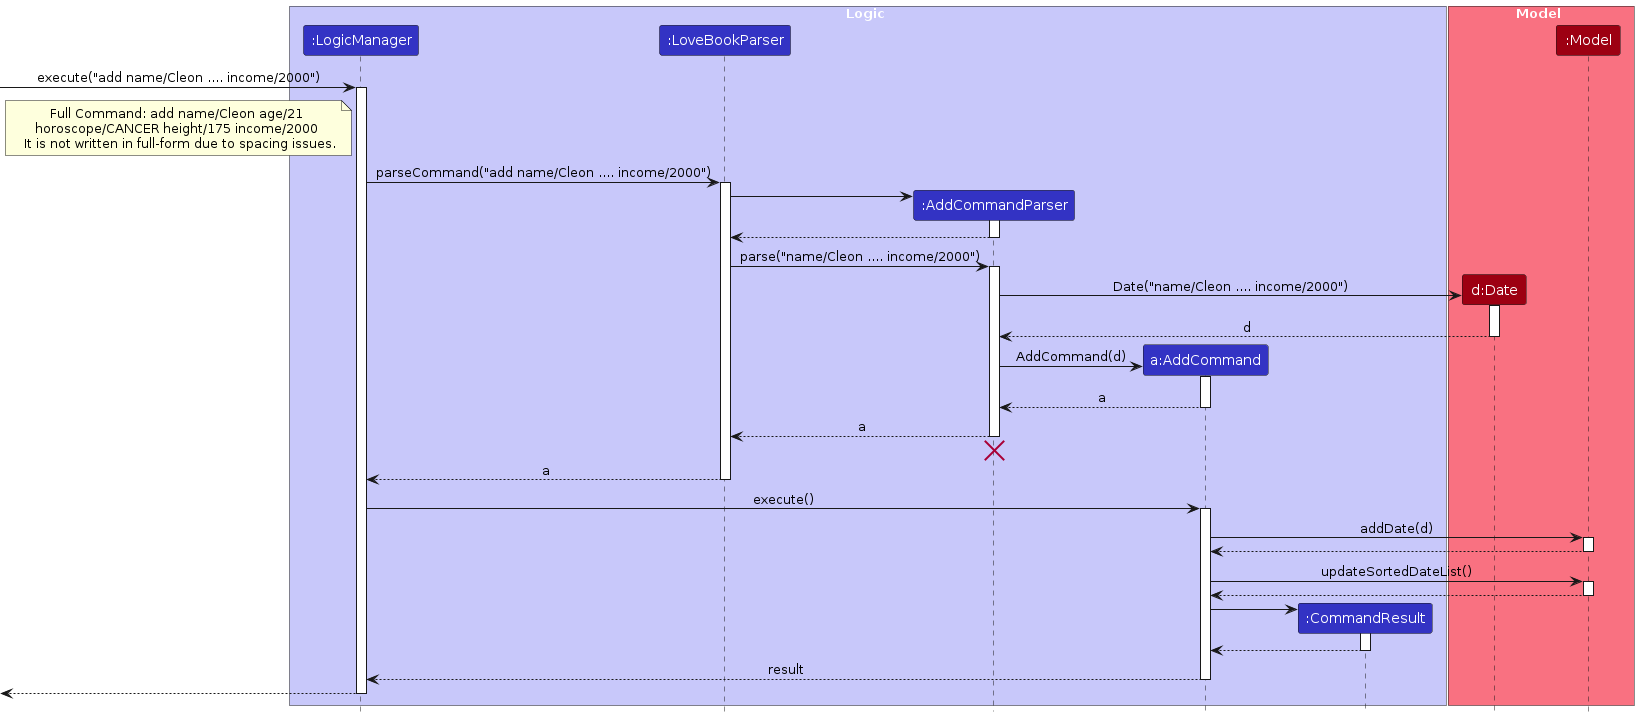 Logic
Model
:LogicManager
:LoveBookParser
:Model
execute("add name/Cleon .... income/2000")
Full Command: add name/Cleon age/21
horoscope/CANCER height/175 income/2000
It is not written in full-form due to spacing issues.
parseCommand("add name/Cleon .... income/2000")
:AddCommandParser
parse("name/Cleon .... income/2000")
Date("name/Cleon .... income/2000")
d:Date
d
AddCommand(d)
a:AddCommand
a
a
a
execute()
addDate(d)
updateSortedDateList()
:CommandResult
result